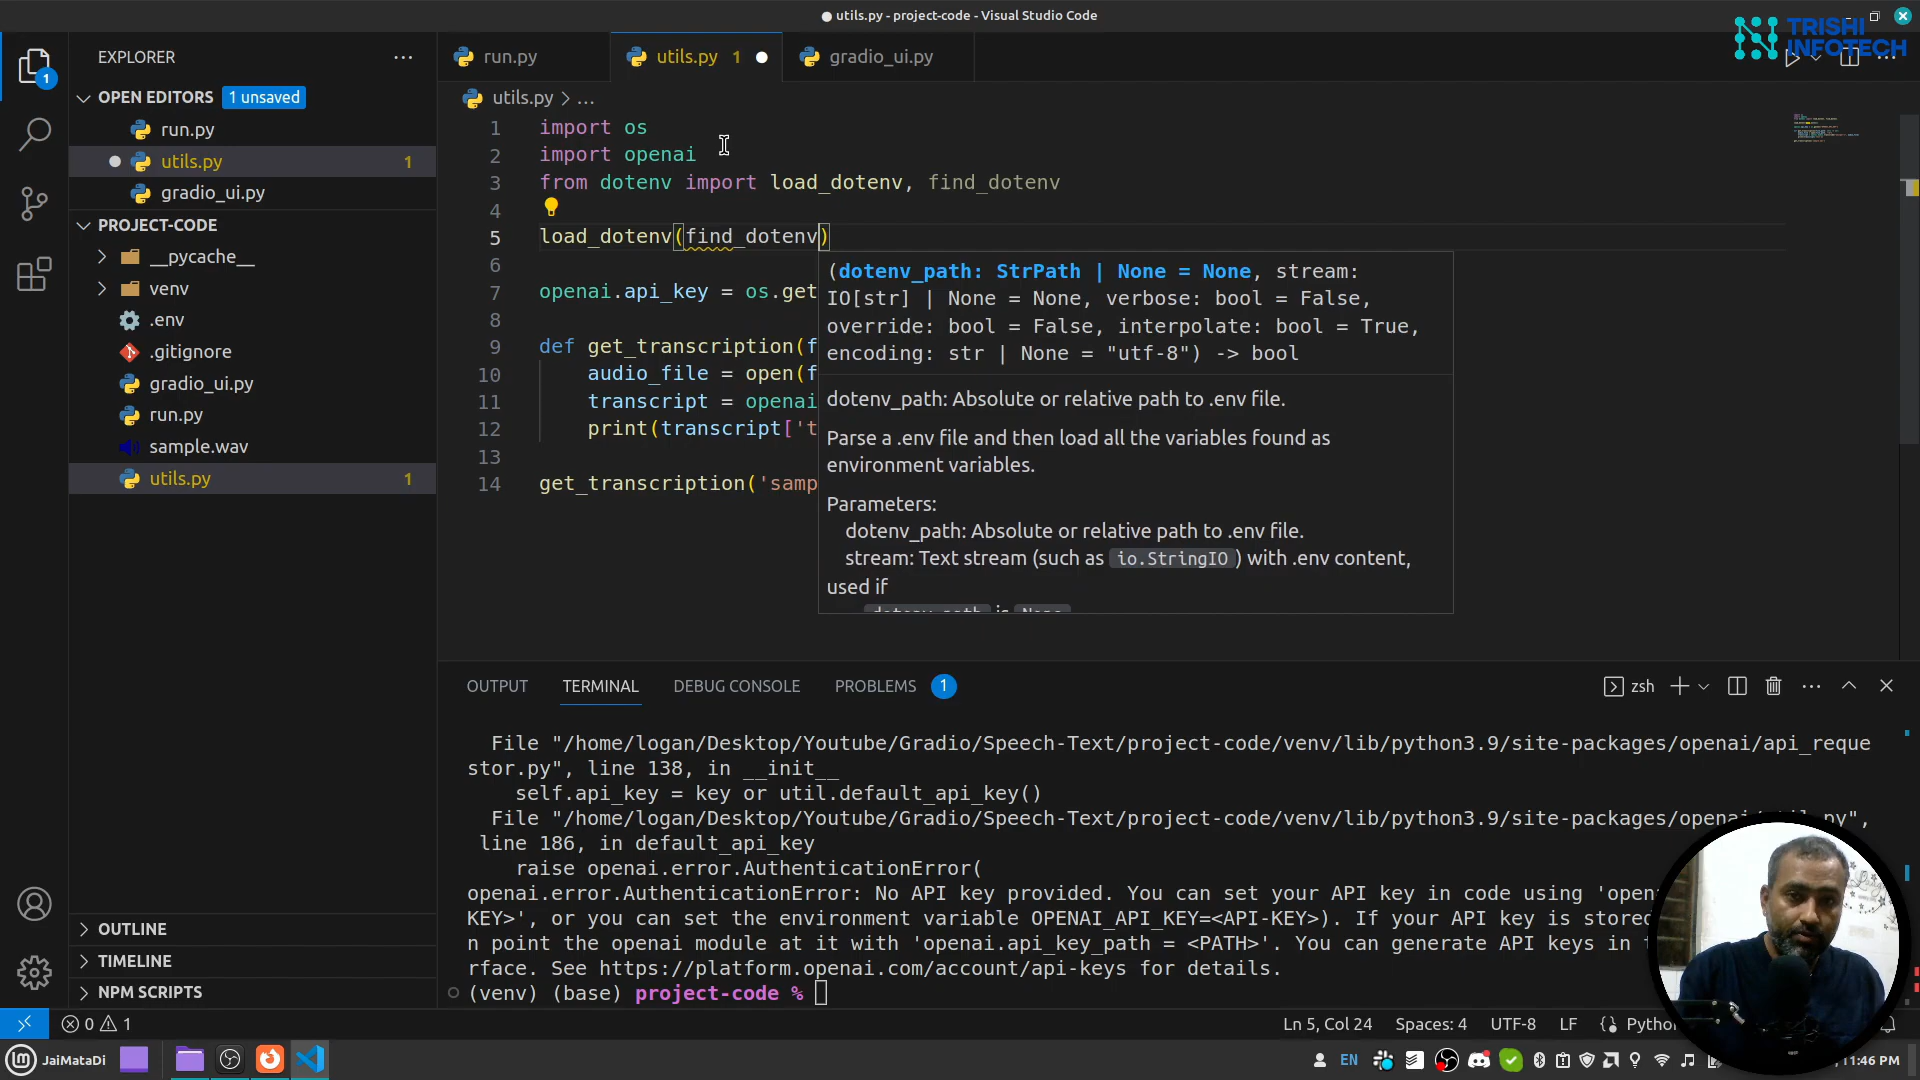 utils.py - project-code - Visual Studio Code
TRISHI
INFOTECH
EXPLORER
OPEN EDITORS 1 unsaved
run.py
utils.py 1
gradio_ui.py
PROJECT-CODE
__pycache__
venv
.env
.gitignore
gradio_ui.py
run.py
sample.wav
utils.py 1
OUTLINE
TIMELINE
NPM SCRIPTS
1
run.py
utils.py 1
gradio_ui.py
utils.py > ...
1 import os
2 import openai
3 from dotenv import load_dotenv, find_dotenv
4
5 load_dotenv(find_dotenv)
6
7 openai.api_key = os.get
8
9 def get_transcription(f
10 audio_file = open(f
11 transcript = openai
12 print(transcript['t
13
14 get_transcription('samp
(dotenv_path: StrPath | None = None, stream:
IO[str] | None = None, verbose: bool = False,
override: bool = False, interpolate: bool = True,
encoding: str | None = "utf-8") -> bool
dotenv_path: Absolute or relative path to .env file.
Parse a .env file and then load all the variables found as
environment variables.
Parameters:
dotenv_path: Absolute or relative path to .env file.
stream: Text stream (such as io.StringIO) with .env content,
used if
dotenv_path is None
OUTPUT TERMINAL DEBUG CONSOLE PROBLEMS 1
zsh
File "/home/logan/Desktop/Youtube/Gradio/Speech-Text/project-code/venv/lib/python3.9/site-packages/openai/api_reque
stor.py", line 138, in __init__
self.api_key = key or util.default_api_key()
File "/home/logan/Desktop/Youtube/Gradio/Speech-Text/project-code/venv/lib/python3.9/site-packages/openai/util.py",
line 186, in default_api_key
raise openai.error.AuthenticationError(
openai.error.AuthenticationError: No API key provided. You can set your API key in code using 'open
KEY>', or you can set the environment variable OPENAI_API_KEY=<API-KEY>). If your API key is stored
n point the openai module at it with 'openai.api_key_path = <PATH>'. You can generate API keys in
rface. See https://platform.openai.com/account/api-keys for details.
(venv) (base) project-code %
0 1
Ln 5, Col 24 Spaces: 4 UTF-8 LF {} Python
JaiMataDi
EN
11:46 PM